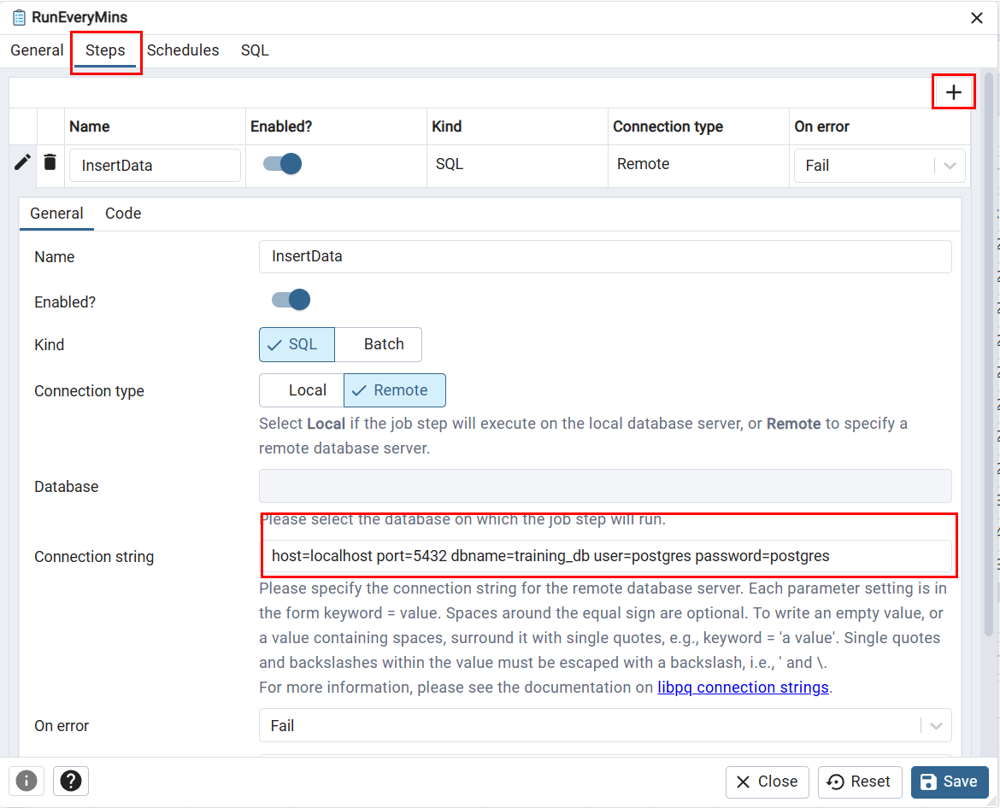 RunEveryMins
General Steps Schedules SQL
Name Enabled? Kind Connection type On error
InsertData SQL Remote Fail
General Code
Name InsertData
Enabled?
Kind SQL Batch
Connection type Local Remote
Select Local if the job step will execute on the local database server, or Remote to specify a
remote database server.
Database
Please select the database on which the job step will run.
Connection string host=localhost port=5432 dbname=training_db user=postgres password=postgres
Please specify the connection string for the remote database server. Each parameter setting is in
the form keyword = value. Spaces around the equal sign are optional. To write an empty value, or
a value containing spaces, surround it with single quotes, e.g., keyword = 'a value'. Single quotes
and backslashes within the value must be escaped with a backslash, i.e., ' and \.
For more information, please see the documentation on libpq connection strings.
On error Fail
Close Reset Save